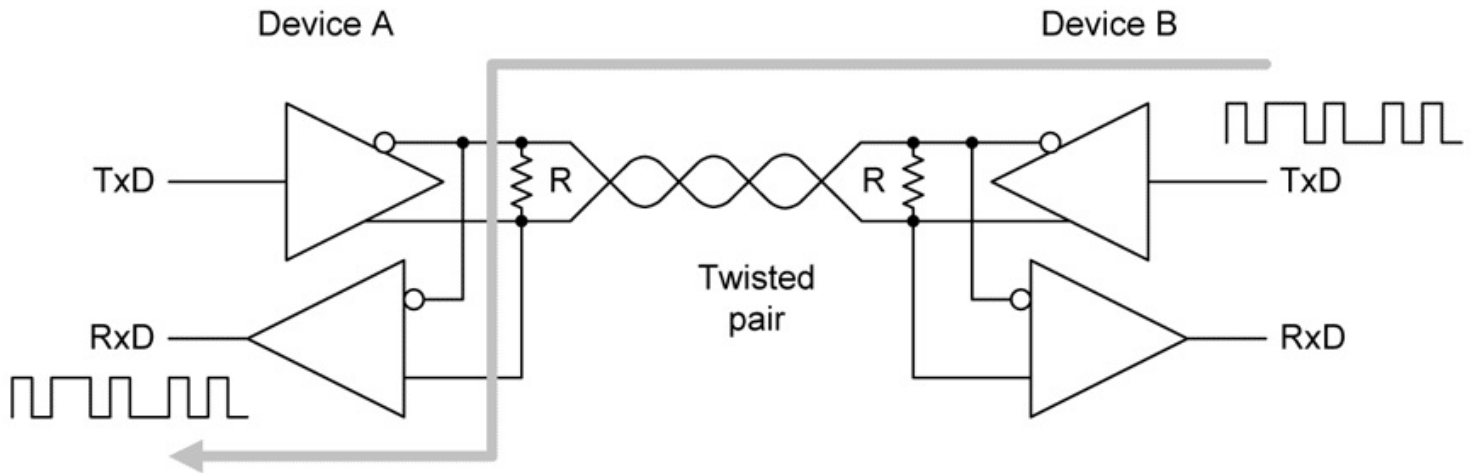 Device A
Device B
TxD
R
R
TxD
Twisted
pair
RxD
RxD